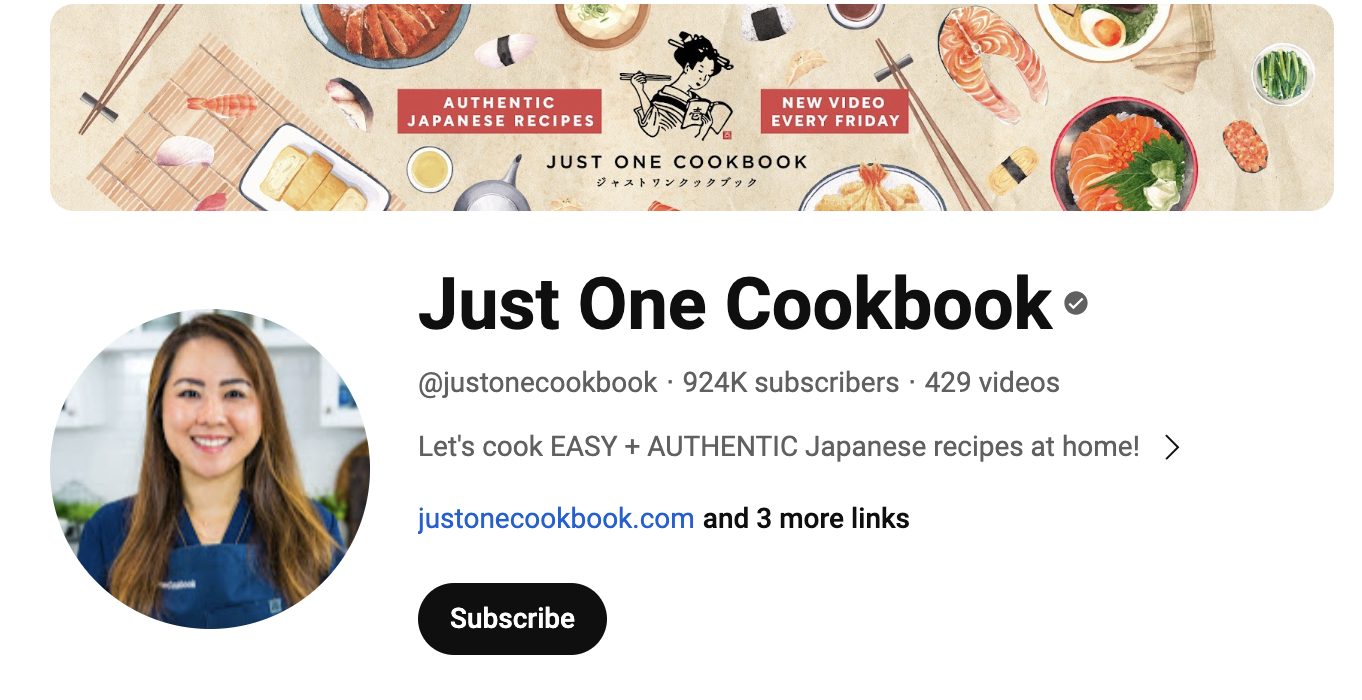 AUTHENTIC
JAPANESE RECIPES
NEW VIDEO
EVERY FRIDAY
JUST ONE COOKBOOK
ジャストワンクックブック
Just One Cookbook
@justonecookbook · 924K subscribers · 429 videos
Let's cook EASY + AUTHENTIC Japanese recipes at home!
justonecookbook.com and 3 more links
Subscribe